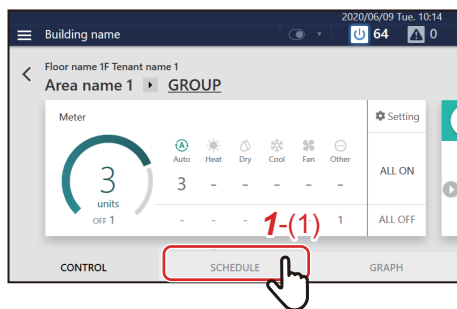 2020/06/09 Tue. 10:14
Building name 64 0
Floor name 1F Tenant name 1
Area name 1 GROUP
Meter Setting
Auto Heat Dry Cool Fan Other
3 units 3 - - - - - ALL ON
OFF 1 - - - - 1 ALL OFF
1-(1)
CONTROL SCHEDULE GRAPH